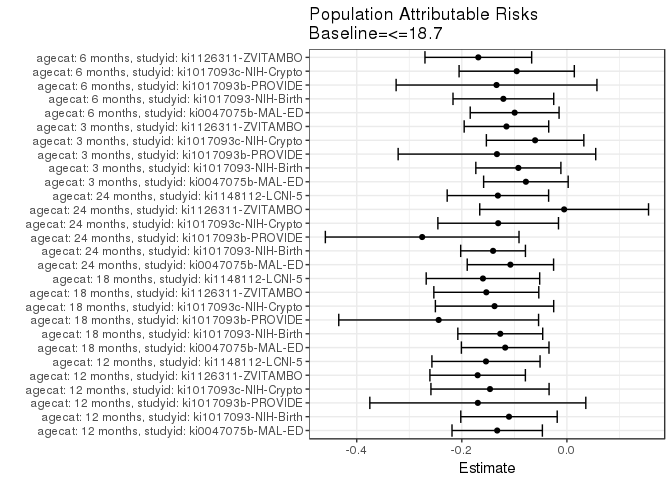 Population Attributable Risks
Baseline=<=18.7
agecat: 6 months, studyid: ki1126311-ZVITAMBO
agecat: 6 months, studyid: ki1017093c-NIH-Crypto
agecat: 6 months, studyid: ki1017093b-PROVIDE
agecat: 6 months, studyid: ki1017093-NIH-Birth
agecat: 6 months, studyid: ki0047075b-MAL-ED
agecat: 3 months, studyid: ki1126311-ZVITAMBO
agecat: 3 months, studyid: ki1017093c-NIH-Crypto
agecat: 3 months, studyid: ki1017093b-PROVIDE
agecat: 3 months, studyid: ki1017093-NIH-Birth
agecat: 3 months, studyid: ki0047075b-MAL-ED
agecat: 24 months, studyid: ki1148112-LCNI-5
agecat: 24 months, studyid: ki1126311-ZVITAMBO
agecat: 24 months, studyid: ki1017093c-NIH-Crypto
agecat: 24 months, studyid: ki1017093b-PROVIDE
agecat: 24 months, studyid: ki1017093-NIH-Birth
agecat: 24 months, studyid: ki0047075b-MAL-ED
agecat: 18 months, studyid: ki1148112-LCNI-5
agecat: 18 months, studyid: ki1126311-ZVITAMBO
agecat: 18 months, studyid: ki1017093c-NIH-Crypto
agecat: 18 months, studyid: ki1017093b-PROVIDE
agecat: 18 months, studyid: ki1017093-NIH-Birth
agecat: 18 months, studyid: ki0047075b-MAL-ED
agecat: 12 months, studyid: ki1148112-LCNI-5
agecat: 12 months, studyid: ki1126311-ZVITAMBO
agecat: 12 months, studyid: ki1017093c-NIH-Crypto
agecat: 12 months, studyid: ki1017093b-PROVIDE
agecat: 12 months, studyid: ki1017093-NIH-Birth
agecat: 12 months, studyid: ki0047075b-MAL-ED
-0.4 -0.2 0.0
Estimate